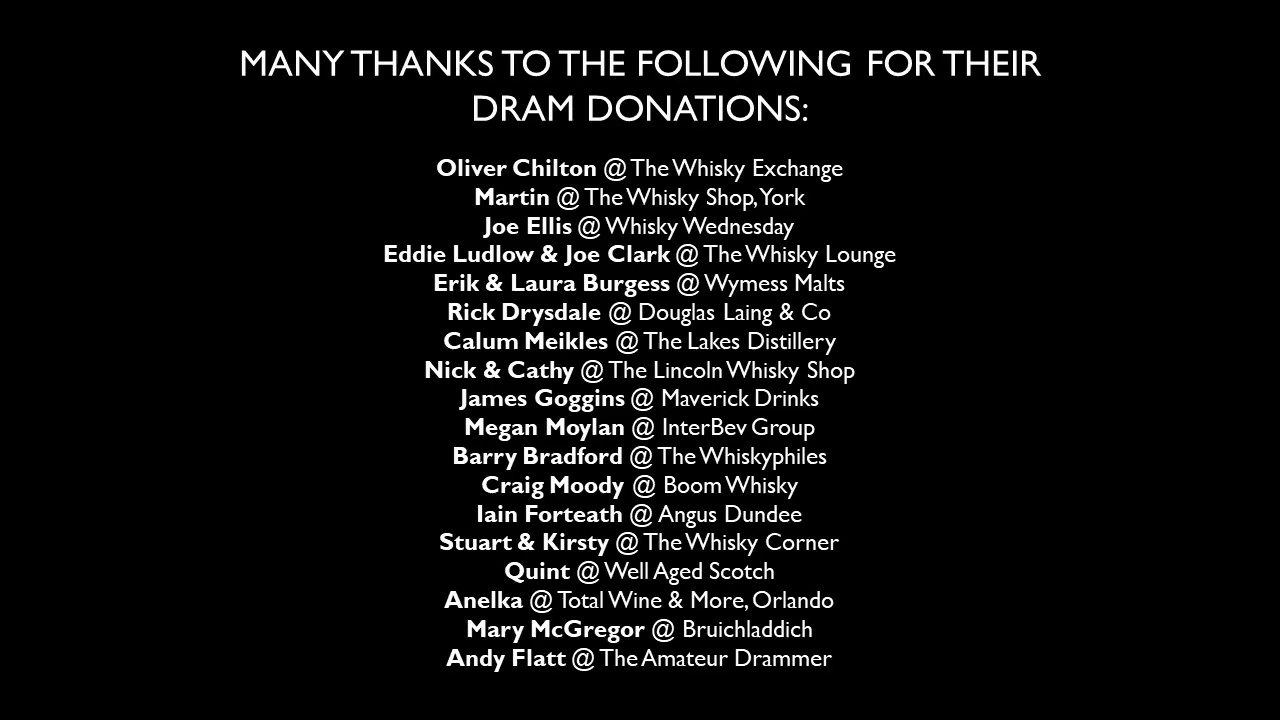 MANY THANKS TO THE FOLLOWING FOR THEIR
DRAM DONATIONS:
Oliver Chilton @ The Whisky Exchange
Martin @ The Whisky Shop, York
Joe Ellis @ Whisky Wednesday
Eddie Ludlow & Joe Clark @ The Whisky Lounge
Erik & Laura Burgess @ Wymess Malts
Rick Drysdale @ Douglas Laing & Co
Calum Meikles @ The Lakes Distillery
Nick & Cathy @ The Lincoln Whisky Shop
James Goggins @ Maverick Drinks
Megan Moylan @ InterBev Group
Barry Bradford @ The Whiskyphiles
Craig Moody @ Boom Whisky
Iain Forteath @ Angus Dundee
Stuart & Kirsty @ The Whisky Corner
Quint @ Well Aged Scotch
Anelka @ Total Wine & More, Orlando
Mary McGregor @ Bruichladdich
Andy Flatt @ The Amateur Drammer